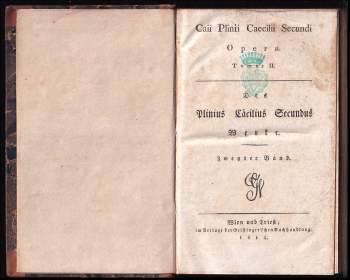 Caii Plinii Caecilii Secundi
Opera.
Tomus II.
Des
Plinius Cäcilius Secundus
Werke.
Zweyter Band.
Wien und Triest,
im Verlage der Geistinger'schen Buchhandlung.